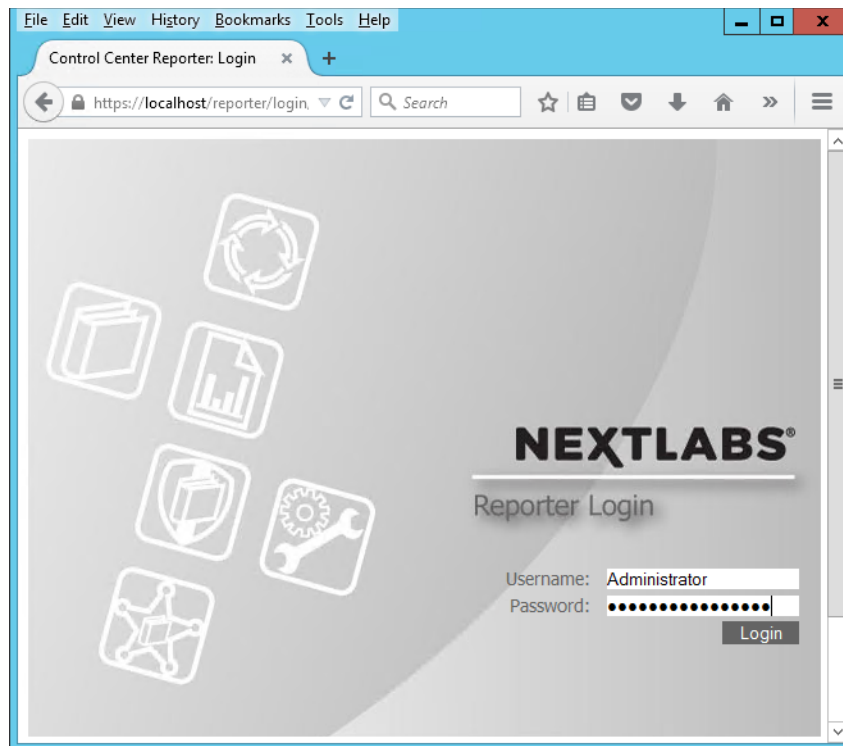 File Edit View History Bookmarks Tools Help
Control Center Reporter: Login × +
https://localhost/reporter/login. Search
NEXTLABS®
Reporter Login
Username: Administrator
Password: ●●●●●●●●●●●●●●●●
Login